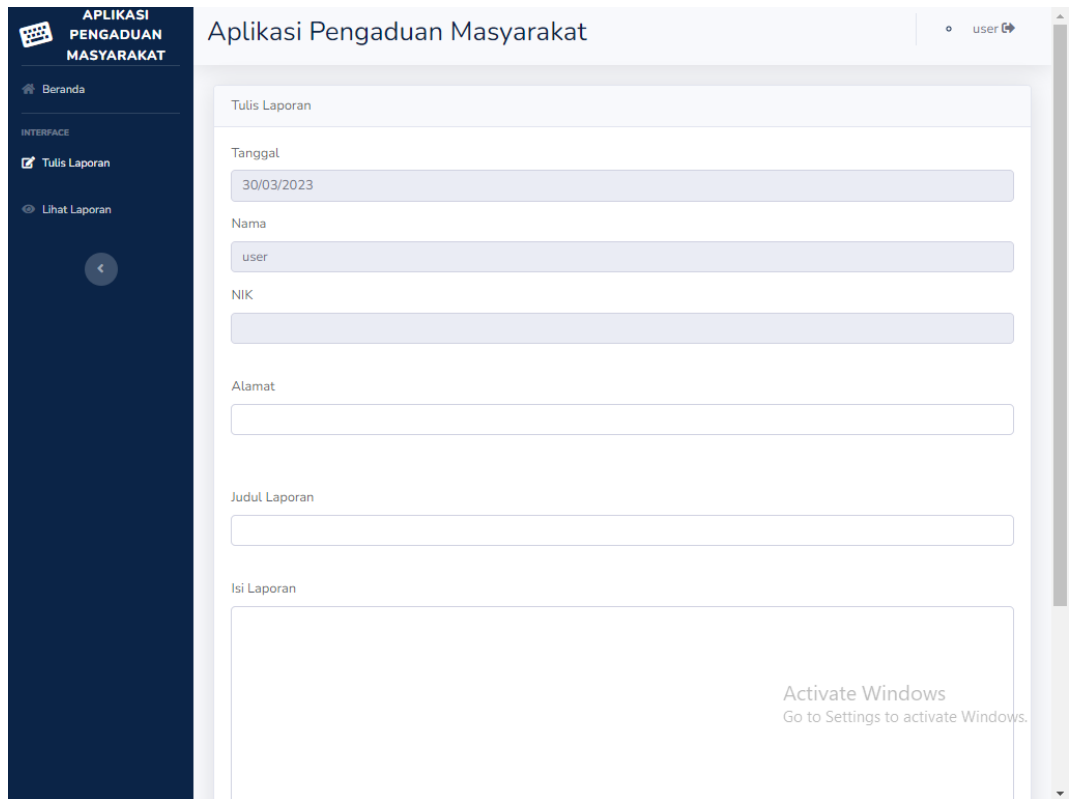 APLIKASI
PENGADUAN
MASYARAKAT
Beranda
INTERFACE
Tulis Laporan
Lihat Laporan
Aplikasi Pengaduan Masyarakat
user
Tulis Laporan
Tanggal
30/03/2023
Nama
user
NIK
Alamat
Judul Laporan
Isi Laporan
Activate Windows
Go to Settings to activate Windows.